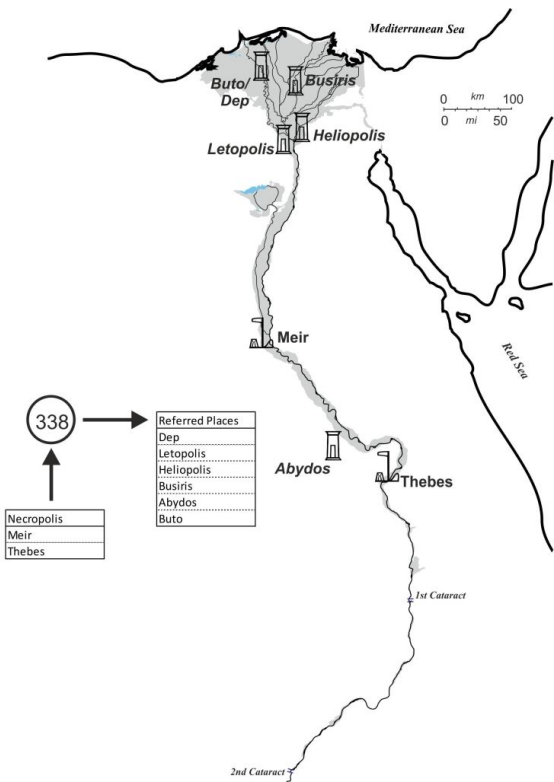 Mediterranean Sea
Buto/
Dep
Busiris
0 km 100
0 mi 50
Heliopolis
Letopolis
Meir
Red Sea
338
Referred Places
Dep
Letopolis
Heliopolis
Busiris
Abydos
Buto
Necropolis
Meir
Thebes
Abydos
Thebes
1st Cataract
2nd Cataract